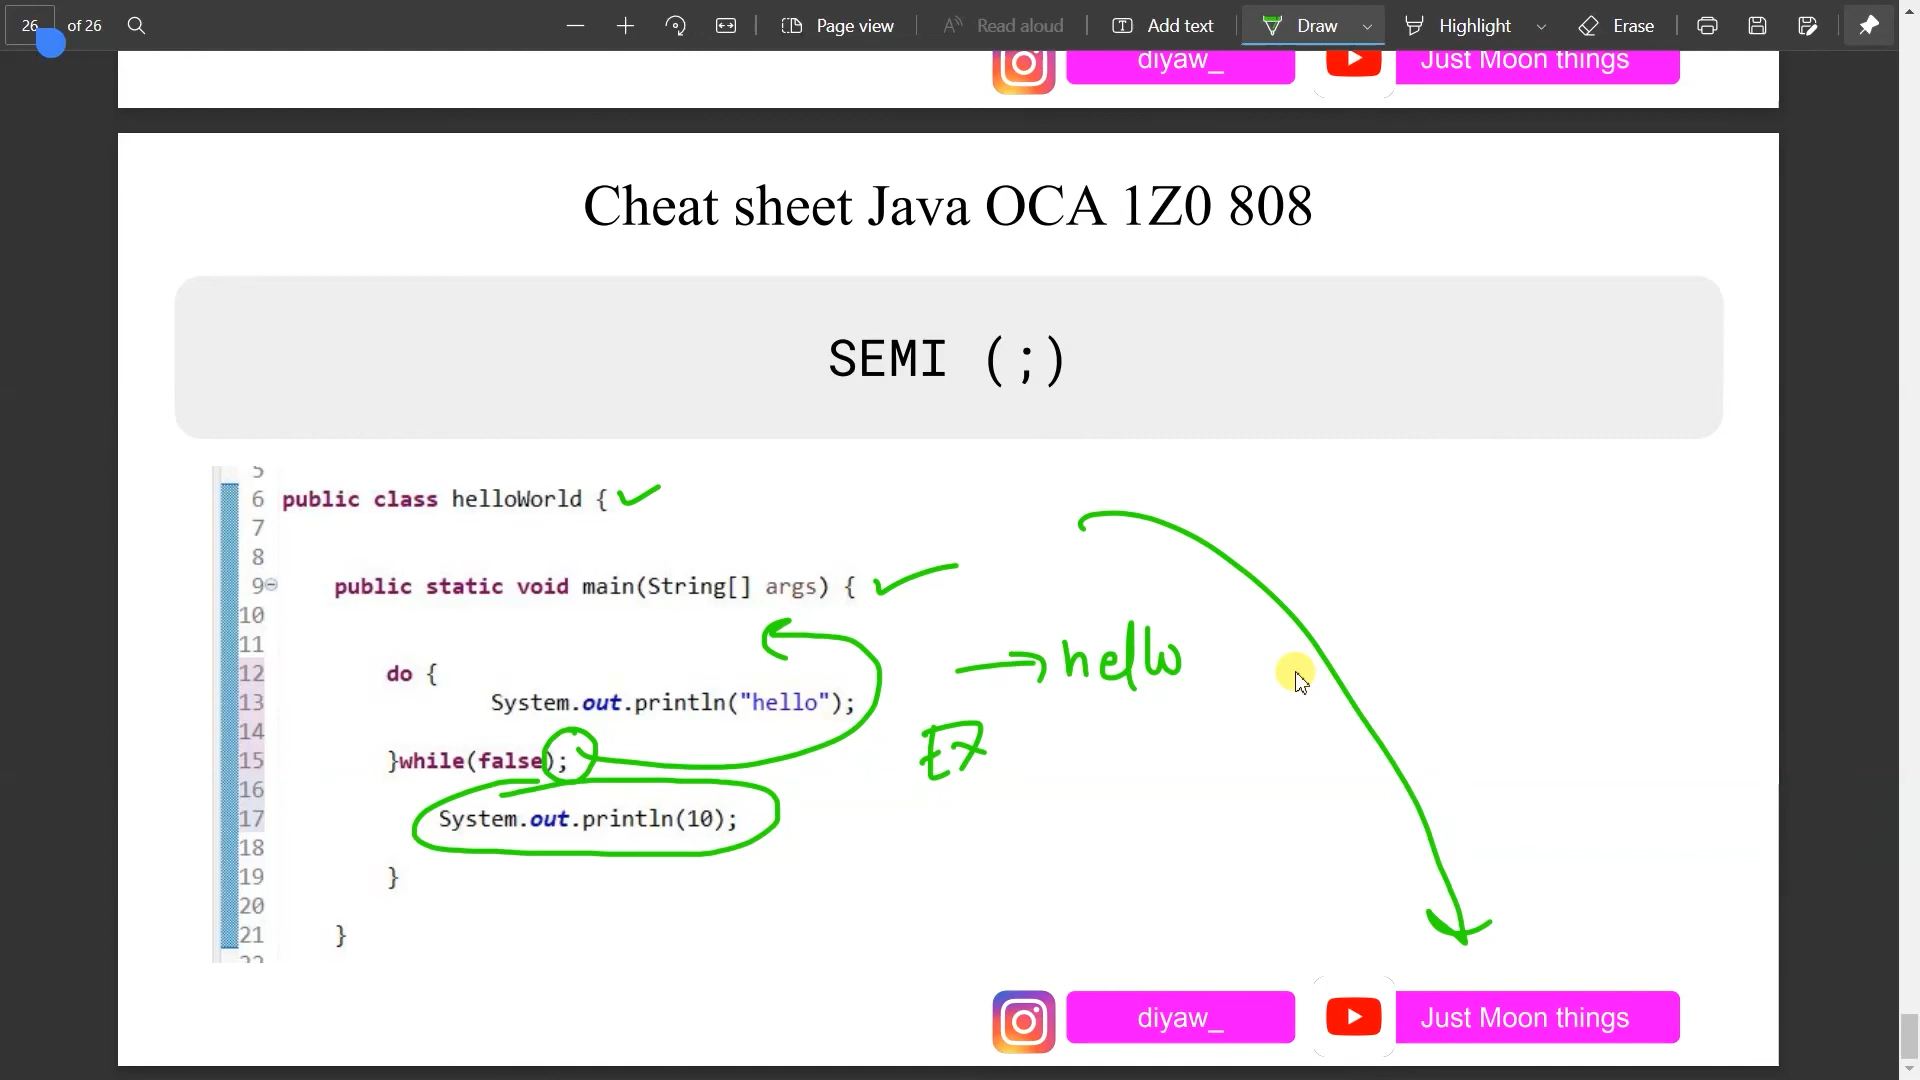 26 of 26 Page view Read aloud Add text Draw Highlight Erase
diyaw_ Just Moon things
Cheat sheet Java OCA 1Z0 808
SEMI (;)
5
6 public class helloWorld {
7
8
9 public static void main(String[] args) {
10
11
12 do {
13 System.out.println("hello");
14
15 }while(false);
16
17 System.out.println(10);
18
19 }
20
21 }
22
hello
diyaw_ Just Moon things